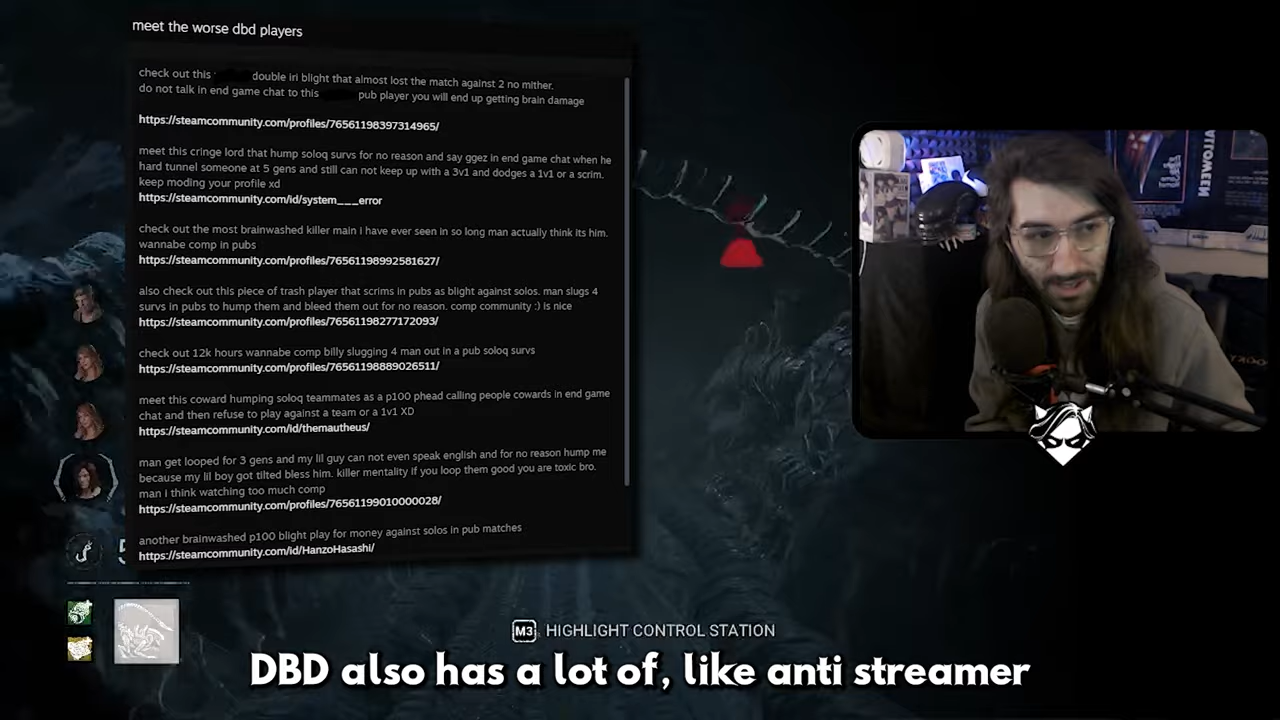 meet the worse dbd players
check out this double iri blight that almost lost the match against 2 no mither.
do not talk in end game chat to this pub player you will end up getting brain damage
https://steamcommunity.com/profiles/76561198397314965/
meet this cringe lord that hump soloq survs for no reason and say ggez in end game chat when he
hard tunnel someone at 5 gens and still can not keep up with a 3v1 and dodges a 1v1 or a scrim.
keep moding your profile xd
https://steamcommunity.com/id/system___error
check out the most brainwashed killer main i have ever seen in so long man actually think its him.
wannabe comp in pubs
https://steamcommunity.com/profiles/76561198992581627/
also check out this piece of trash player that scrims in pubs as blight against solos. man slugs 4
survs in pubs to hump them and bleed them out for no reason. comp community :) is nice
https://steamcommunity.com/profiles/76561198277172093/
check out 12k hours wannabe comp billy slugging 4 man out in a pub soloq survs
https://steamcommunity.com/profiles/76561198889026511/
meet this coward humping soloq teammates as a p100 phead calling people cowards in end game
chat and then refuse to play against a team or a 1v1 XD
https://steamcommunity.com/id/themautheus/
man get looped for 3 gens and my lil guy can not even speak english and for no reason hump me
because my lil boy got tilted bless him. killer mentality if you loop them good you are toxic bro.
man i think watching too much comp
https://steamcommunity.com/profiles/76561199010000028/
another brainwashed p100 blight play for money against solos in pub matches
https://steamcommunity.com/id/HanzoHasashi/
HALLOWEEN
M3 HIGHLIGHT CONTROL STATION
DBD also has a lot of, like anti streamer